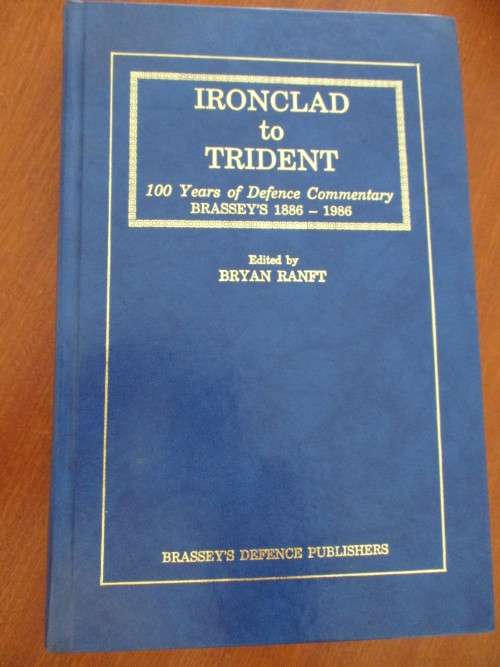 IRONCLAD
to
TRIDENT
100 Years of Defence Commentary
BRASSEY'S 1886 - 1986
Edited by
BRYAN RANFT
BRASSEY'S DEFENCE PUBLISHERS